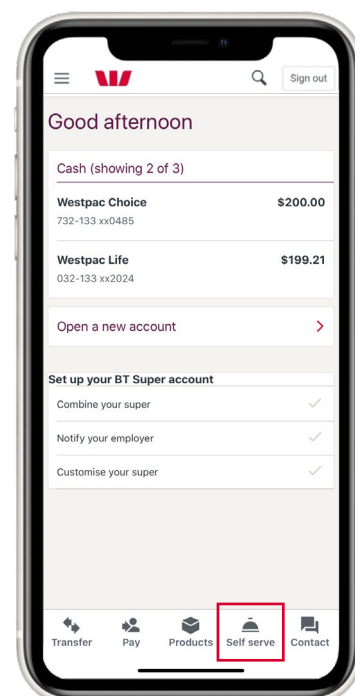 Sign out
Good afternoon
Cash (showing 2 of 3)
Westpac Choice $200.00
732-133 xx0485
Westpac Life $199.21
032-133 xx2024
Open a new account
Set up your BT Super account
Combine your super
Notify your employer
Customise your super
Transfer Pay Products Self serve Contact